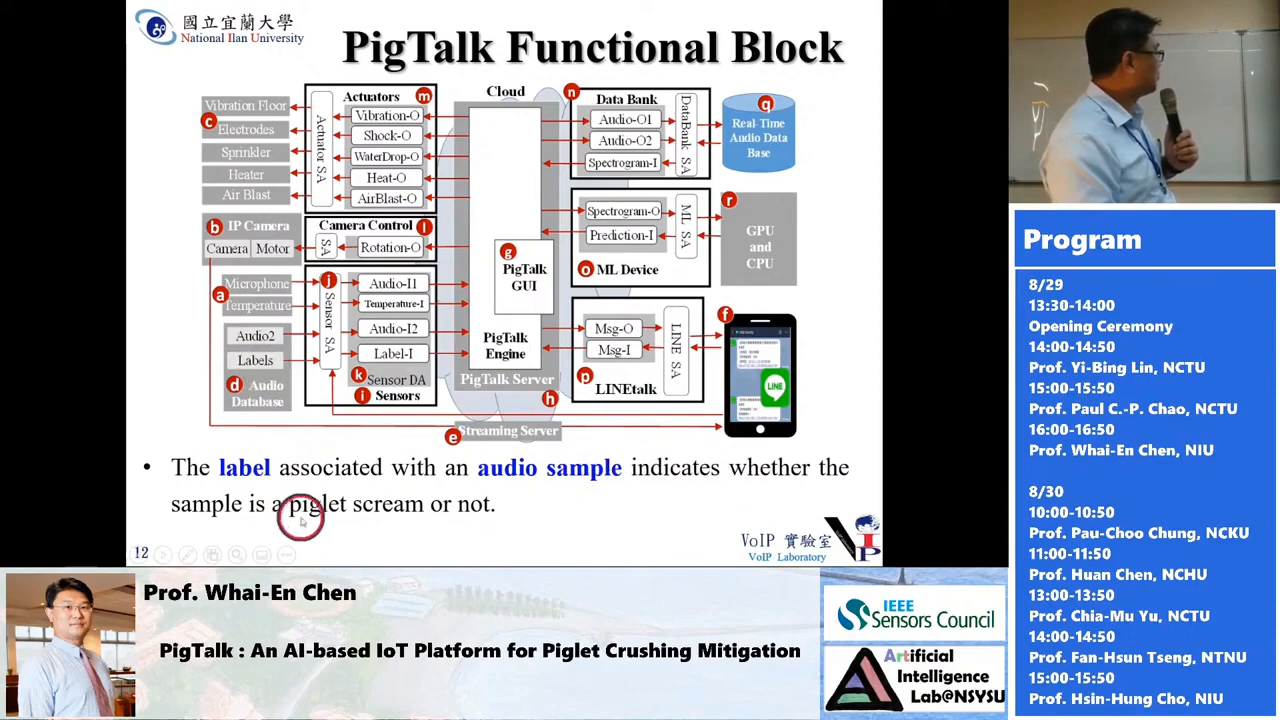 國立宜蘭大學
National Ilan University
PigTalk Functional Block
Vibration Floor
c
Electrodes
Sprinkler
Heater
Air Blast
Actuators
m
Actuator SA
Vibration-O
Shock-O
WaterDrop-O
Heat-O
AirBlast-O
b
IP Camera
Camera
Motor
Camera Control
l
SA
Rotation-O
Microphone
a
Temperature
Audio2
Labels
d
Audio
Database
j
Sensor SA
Audio-I1
Temperature-I
Audio-I2
Label-I
k
Sensor DA
i
Sensors
Cloud
g
PigTalk
GUI
PigTalk
Engine
PigTalk Server
h
e
Streaming Server
n
Data Bank
Audio-O1
Audio-O2
Spectrogram-I
DataBank SA
q
Real-Time
Audio Data
Base
Spectrogram-O
Prediction-I
ML SA
o
ML Device
r
GPU
and
CPU
Msg-O
Msg-I
LINE SA
p
LINEtalk
f
LINE
• The label associated with an audio sample indicates whether the
sample is a piglet scream or not.
12
VoIP 實驗室
VoIP Laboratory
VIP
Program
8/29
13:30-14:00
Opening Ceremony
14:00-14:50
Prof. Yi-Bing Lin, NCTU
15:00-15:50
Prof. Paul C.-P. Chao, NCTU
16:00-16:50
Prof. Whai-En Chen, NIU
8/30
10:00-10:50
Prof. Pau-Choo Chung, NCKU
11:00-11:50
Prof. Huan Chen, NCHU
13:00-13:50
Prof. Chia-Mu Yu, NCTU
14:00-14:50
Prof. Fan-Hsun Tseng, NTNU
15:00-15:50
Prof. Hsin-Hung Cho, NIU
Prof. Whai-En Chen
PigTalk : An AI-based IoT Platform for Piglet Crushing Mitigation
IEEE
Sensors Council
Artificial
Intelligence
Lab@NSYSU